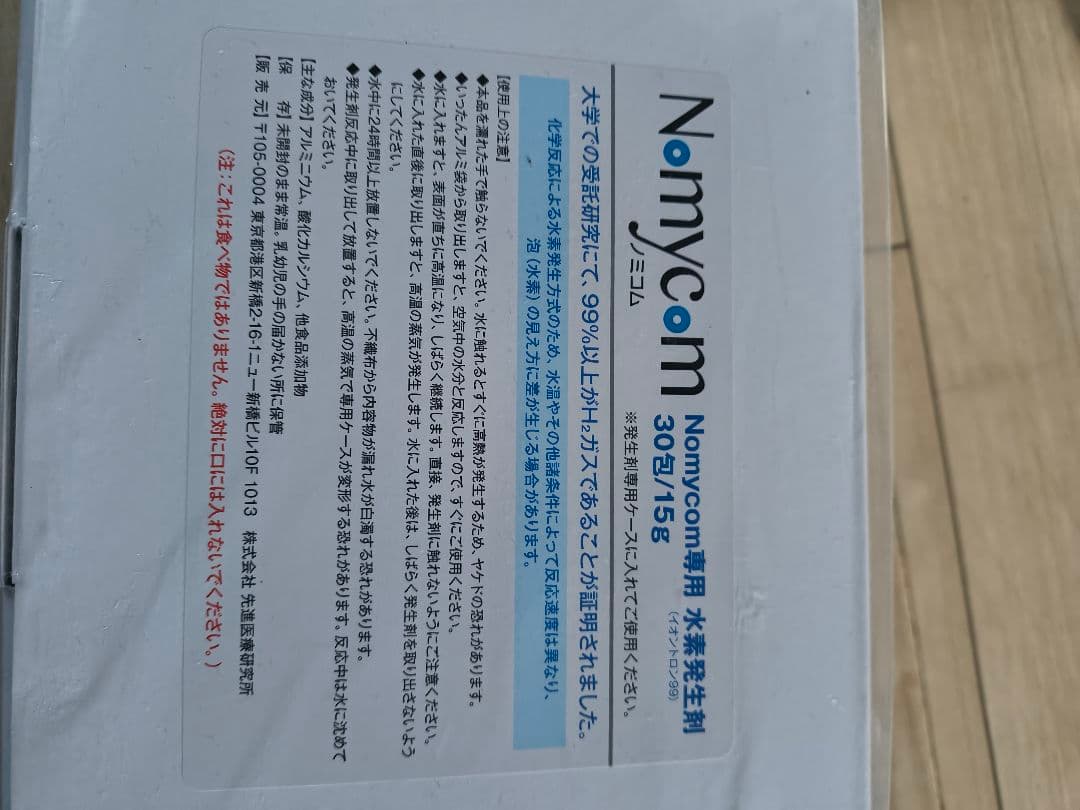 Nomycom
ノミコム
Nomycom専用 水素発生剤
(イオントロン99)
30包/15g
※発生剤専用ケースに入れてご使用ください。
大学での受託研究にて、99%以上がH₂ガスであることが証明されました。
化学反応による水素発生方式のため、水温やその他諸条件によって反応速度は異なり、
泡(水素)の見え方に差が生じる場合があります。
【使用上の注意】
◆本品を濡れた手で触らないでください。水に触れるとすぐに高熱が発生するため、ヤケドの恐れがあります。
◆いったんアルミ袋から取り出しますと、空気中の水分と反応しますので、すぐにご使用ください。
◆水に入れますと、表面が直ちに高温になり、しばらく継続します。直接、発生剤に触れないようにご注意ください。
◆水に入れた直後に取り出しますと、高温の蒸気が発生します。水に入れた後は、しばらく発生剤を取り出さないよう
にしてください。
◆水中に24時間以上放置しないでください。不織布から内容物が漏れ水が白濁する恐れがあります。
◆発生剤反応中に取り出して放置すると、高温の蒸気で専用ケースが変形する恐れがあります。反応中は水に沈めて
おいてください。
【主な成分】アルミニウム、酸化カルシウム、他食品添加物
【保 存】未開封のまま常温。乳幼児の手の届かない所に保管
【販 売 元】〒105-0004 東京都港区新橋2-16-1ニュー新橋ビル10F 1013 株式会社 先進医療研究所
(注:これは食べ物ではありません。絶対に口には入れないでください。)